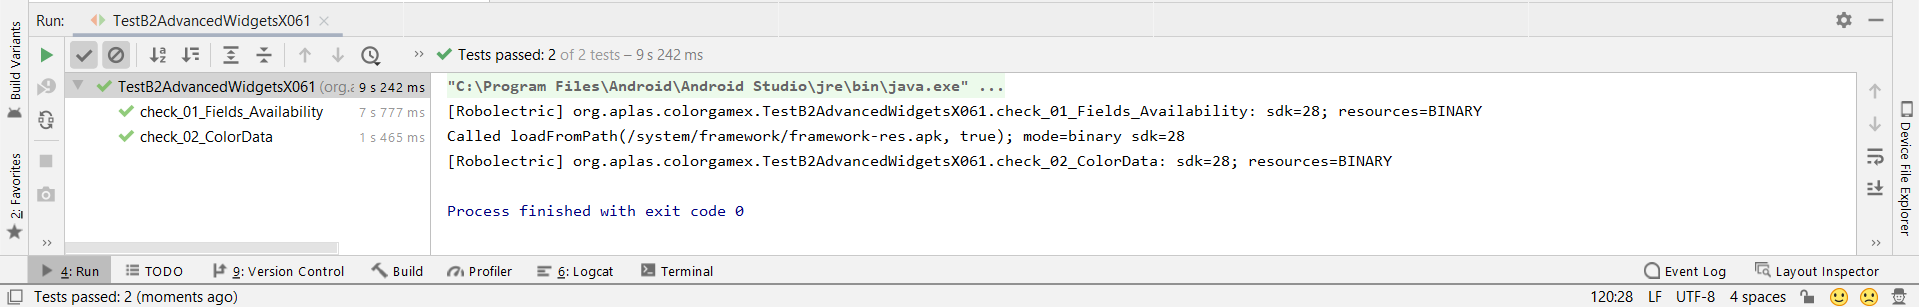 Run: TestB2AdvancedWidgetsX061
Tests passed: 2 of 2 tests – 9 s 242 ms
TestB2AdvancedWidgetsX061 (org.a 9 s 242 ms
check_01_Fields_Availability 7 s 777 ms
check_02_ColorData 1 s 465 ms
"C:\Program Files\Android\Android Studio\jre\bin\java.exe" ...
[Robolectric] org.aplas.colorgamex.TestB2AdvancedWidgetsX061.check_01_Fields_Availability: sdk=28; resources=BINARY
Called loadFromPath(/system/framework/framework-res.apk, true); mode=binary sdk=28
[Robolectric] org.aplas.colorgamex.TestB2AdvancedWidgetsX061.check_02_ColorData: sdk=28; resources=BINARY
Process finished with exit code 0
Build Variants
2: Favorites
Device File Explorer
4: Run TODO 9: Version Control Build Profiler 6: Logcat Terminal Event Log Layout Inspector
Tests passed: 2 (moments ago) 120:28 LF UTF-8 4 spaces